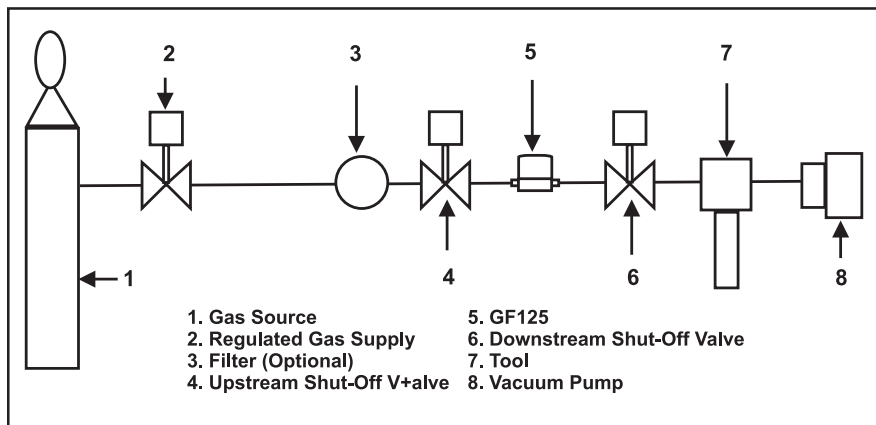 2
3
5
7
1
4
6
8
1. Gas Source
2. Regulated Gas Supply
3. Filter (Optional)
4. Upstream Shut-Off V+alve
5. GF125
6. Downstream Shut-Off Valve
7. Tool
8. Vacuum Pump